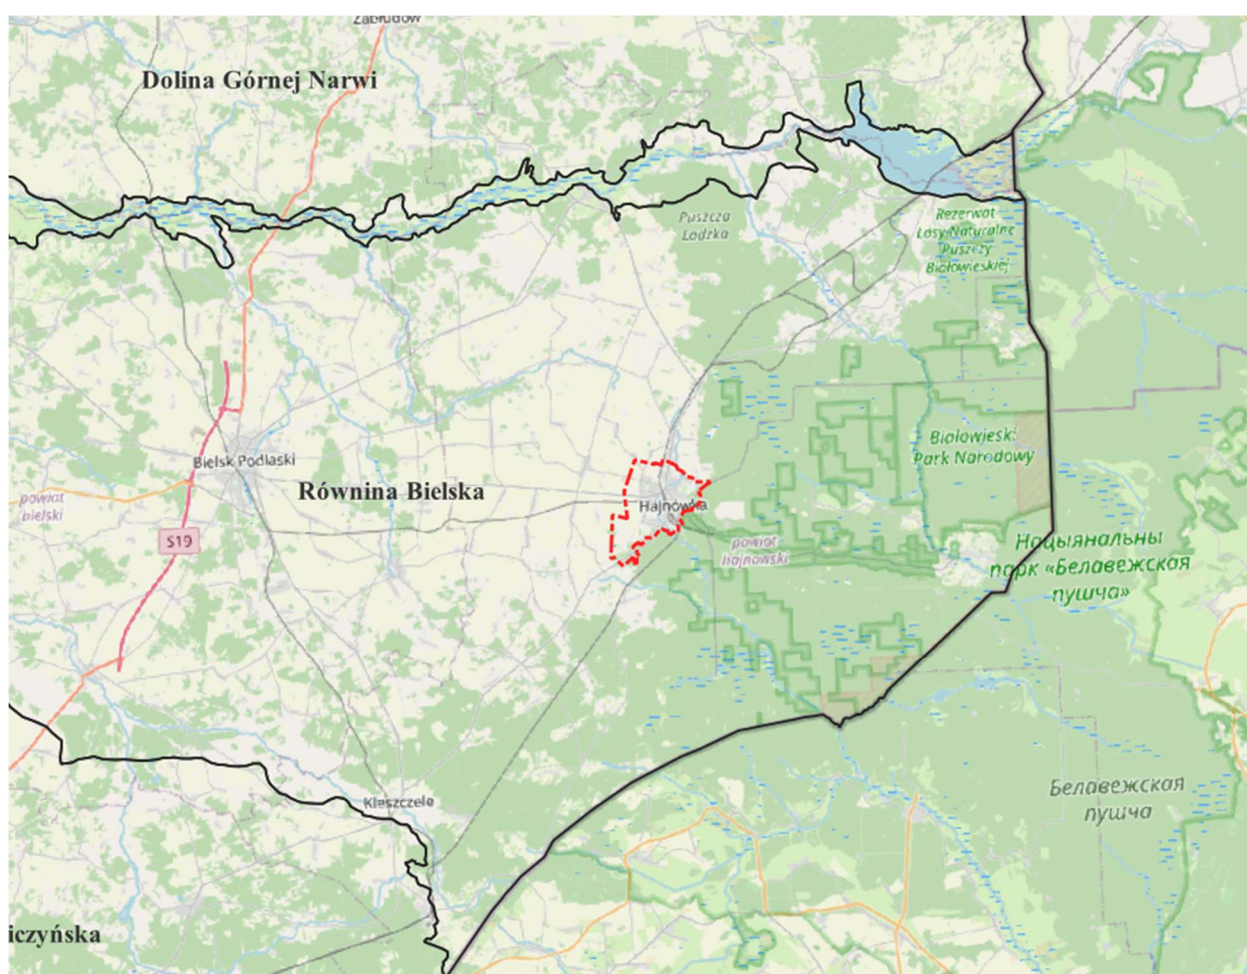 Zabłudów
Dolina Górnej Narwi
Puszcza
Ladzka
Rezerwat
Lasy Naturalne
Puszczy
Białowieskiej
Bielsk Podlaski
Białowieski
Park Narodowy
powiat
bielski
Równina Bielska
Hajnówka
S19
powiat
hajnowski
Нацыянальны
парк «Белавежская
пушча»
Белавежская
пушча
Kleszczele
iczyńska